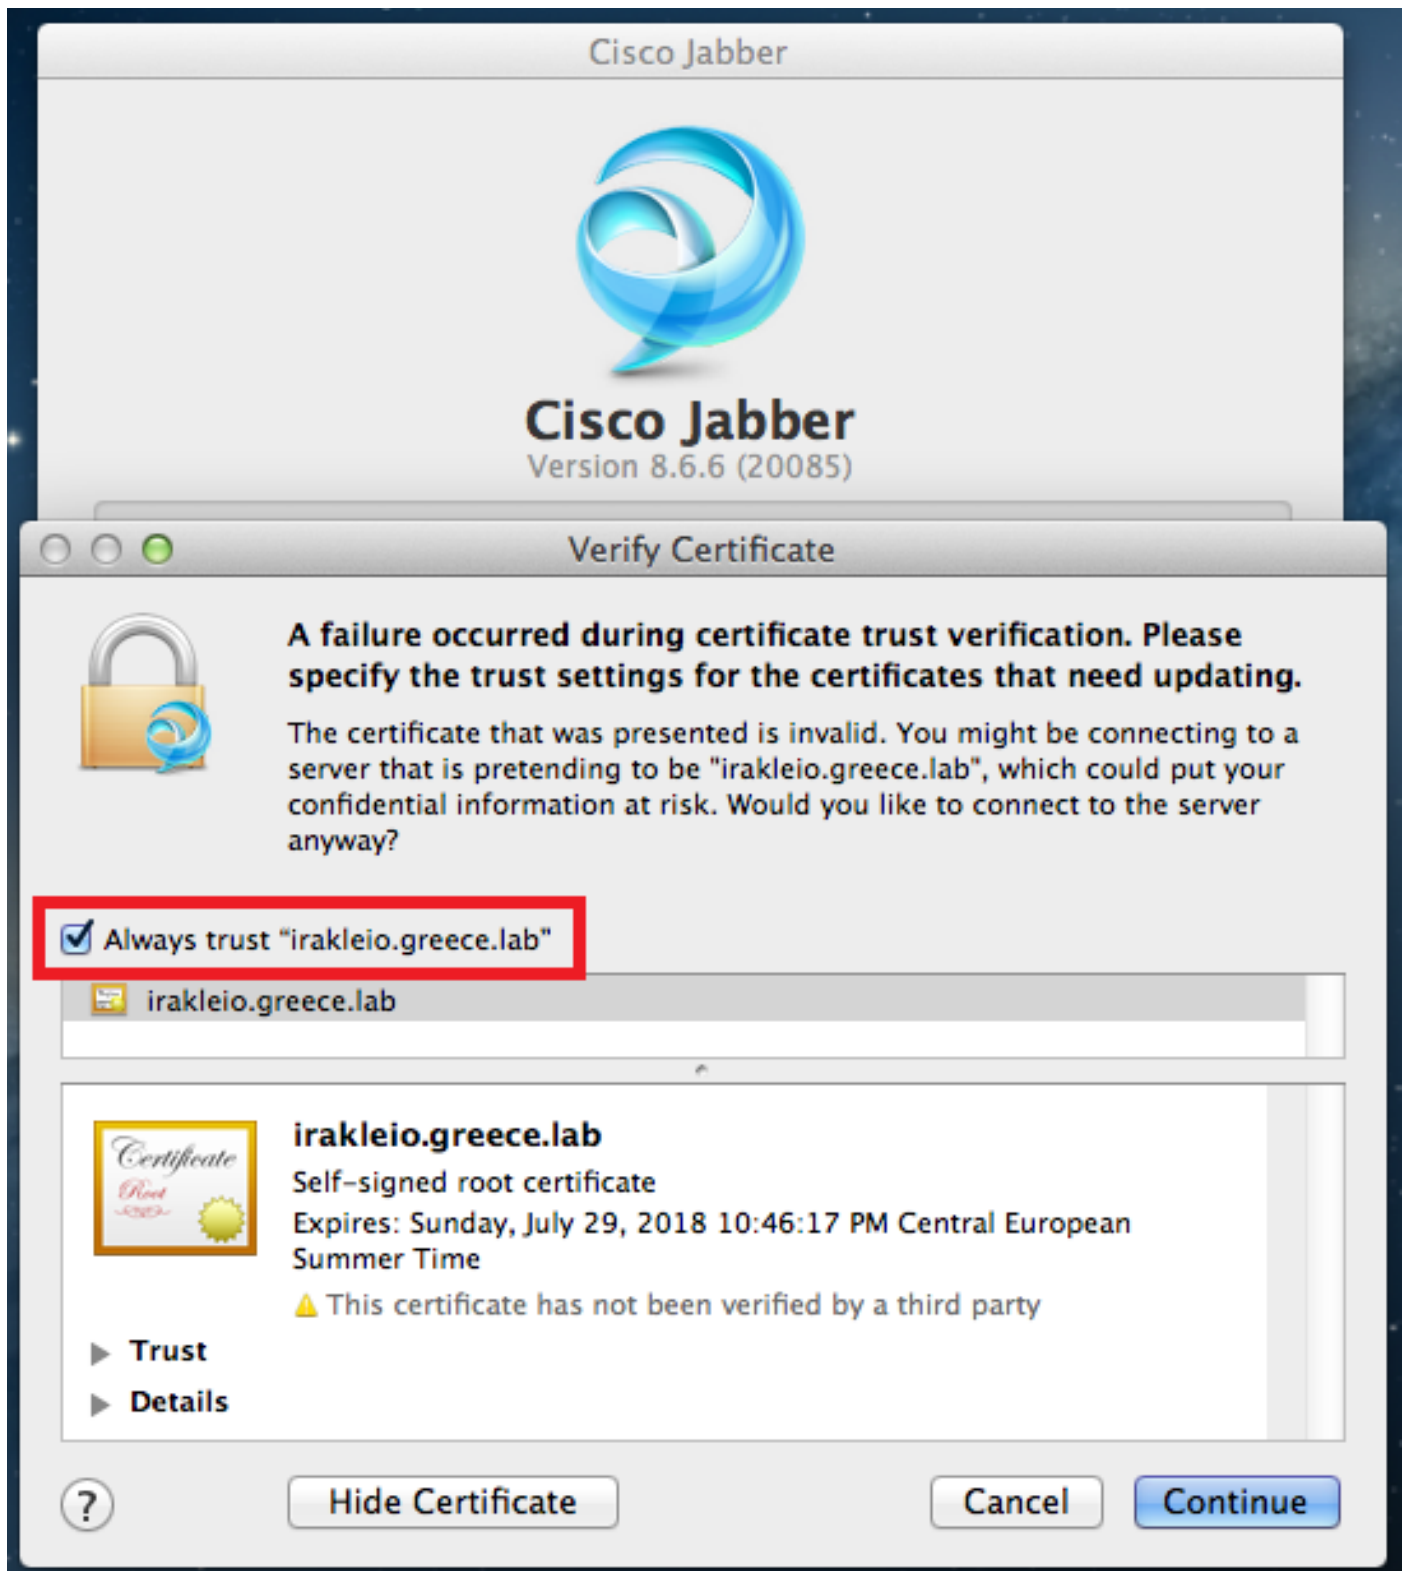 Cisco Jabber
Cisco Jabber
Version 8.6.6 (20085)
Verify Certificate
A failure occurred during certificate trust verification. Please
specify the trust settings for the certificates that need updating.
The certificate that was presented is invalid. You might be connecting to a
server that is pretending to be "irakleio.greece.lab", which could put your
confidential information at risk. Would you like to connect to the server
anyway?
Always trust “irakleio.greece.lab”
irakleio.greece.lab
Certificate
Root
irakleio.greece.lab
Self-signed root certificate
Expires: Sunday, July 29, 2018 10:46:17 PM Central European
Summer Time
This certificate has not been verified by a third party
Trust
Details
?
Hide Certificate
Cancel
Continue